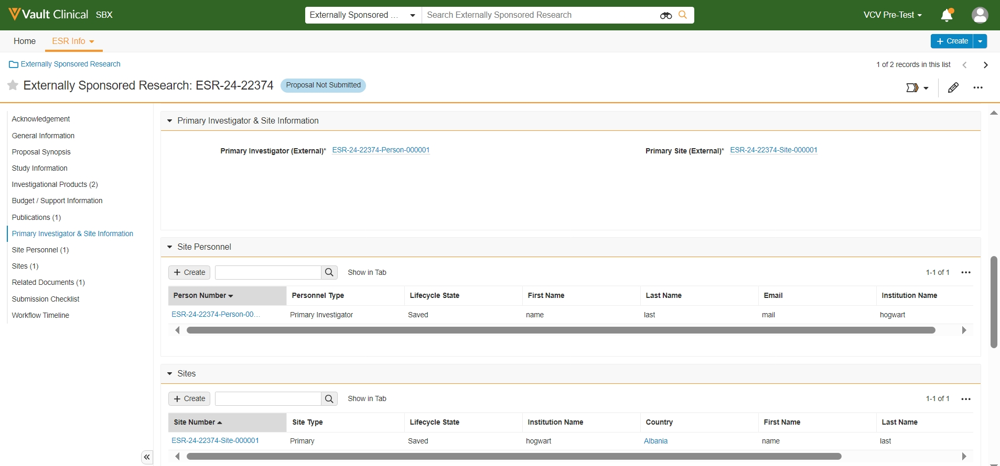 Vault Clinical SBX
Externally Sponsored ...
Search Externally Sponsored Research
VCV Pre-Test
Home
ESR Info
Create
Externally Sponsored Research
1 of 2 records in this list
Externally Sponsored Research: ESR-24-22374
Proposal Not Submitted
Acknowledgement
General Information
Proposal Synopsis
Study Information
Investigational Products (2)
Budget / Support Information
Publications (1)
Primary Investigator & Site Information
Site Personnel (1)
Sites (1)
Related Documents (1)
Submission Checklist
Workflow Timeline
Primary Investigator & Site Information
Primary Investigator (External)* ESR-24-22374-Person-000001
Primary Site (External)* ESR-24-22374-Site-000001
Site Personnel
Create
Show in Tab
1-1 of 1
Person Number Personnel Type Lifecycle State First Name Last Name Email Institution Name
ESR-24-22374-Person-00... Primary Investigator Saved name last mail hogwart
Sites
Create
Show in Tab
1-1 of 1
Site Number Site Type Lifecycle State Institution Name Country First Name Last Name
ESR-24-22374-Site-000001 Primary Saved hogwart Albania name last